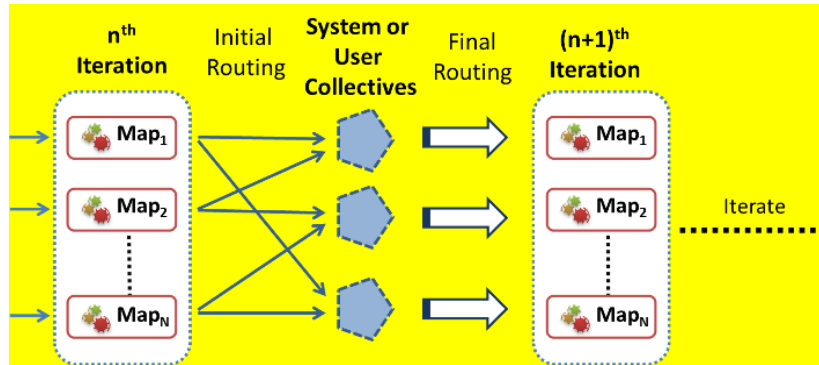 nth
Iteration
Initial
Routing
System or
User
Collectives
Final
Routing
(n+1)th
Iteration
Map1
Map2
MapN
Map1
Map2
MapN
Iterate